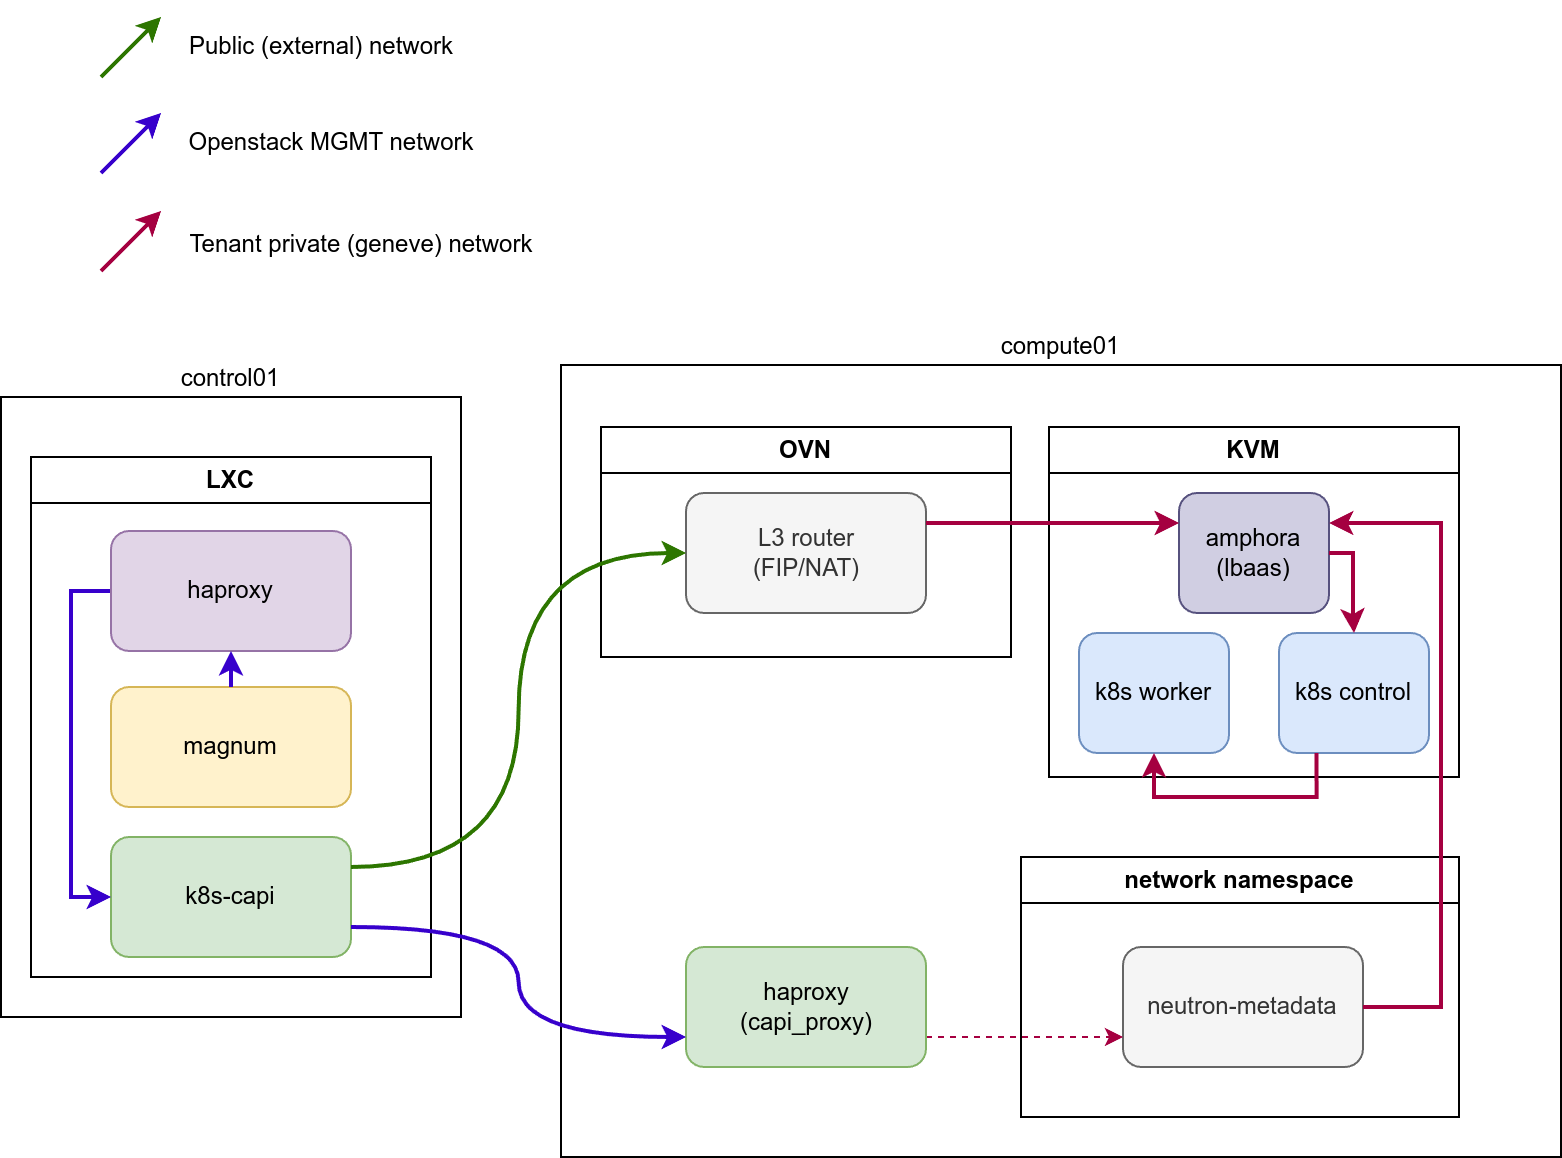 Public (external) network
Openstack MGMT network
Tenant private (geneve) network
control01
LXC
haproxy
magnum
k8s-capi
compute01
OVN
L3 router
(FIP/NAT)
KVM
amphora
(lbaas)
k8s worker
k8s control
haproxy
(capi_proxy)
network namespace
neutron-metadata